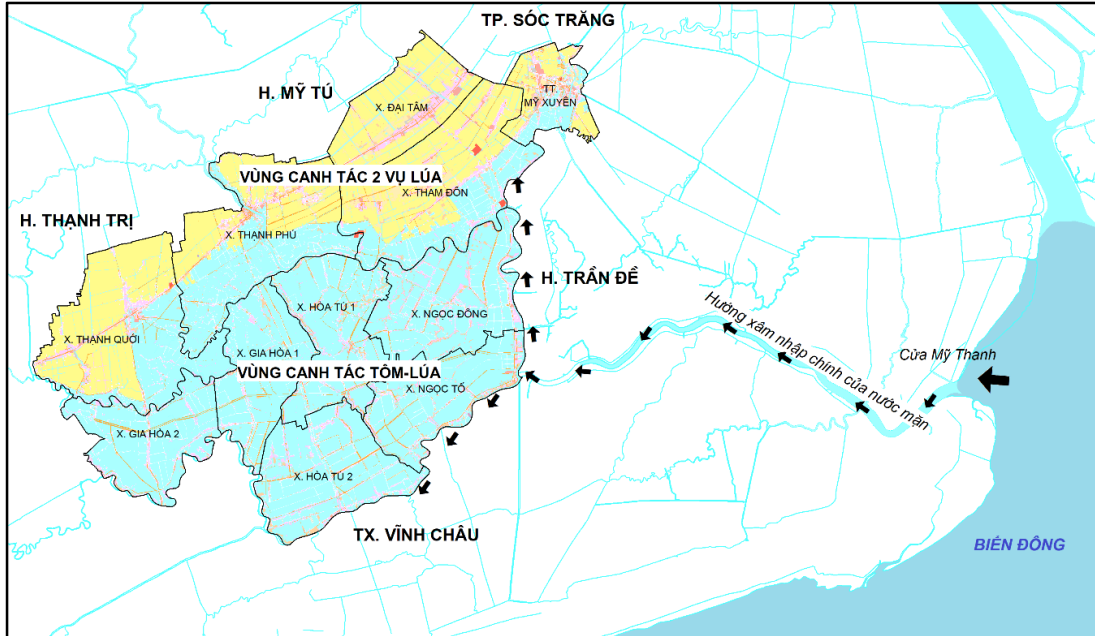 TP. SÓC TRĂNG
H. MỸ TÚ
TT.
MỸ XUYÊN
X. ĐẠI TÂM
VÙNG CANH TÁC 2 VỤ LÚA
X. THAM ĐÔN
H. THẠNH TRỊ
X. THẠNH PHÚ
H. TRẦN ĐỀ
X. HÒA TÚ 1
X. NGỌC ĐÔNG
Hướng xâm nhập chính của nước mặn
X. THẠNH QUỚI
X. GIA HÒA 1
Cửa Mỹ Thanh
VÙNG CANH TÁC TÔM-LÚA
X. NGỌC TỐ
X. GIA HÒA 2
X. HÒA TÚ 2
TX. VĨNH CHÂU
BIỂN ĐÔNG